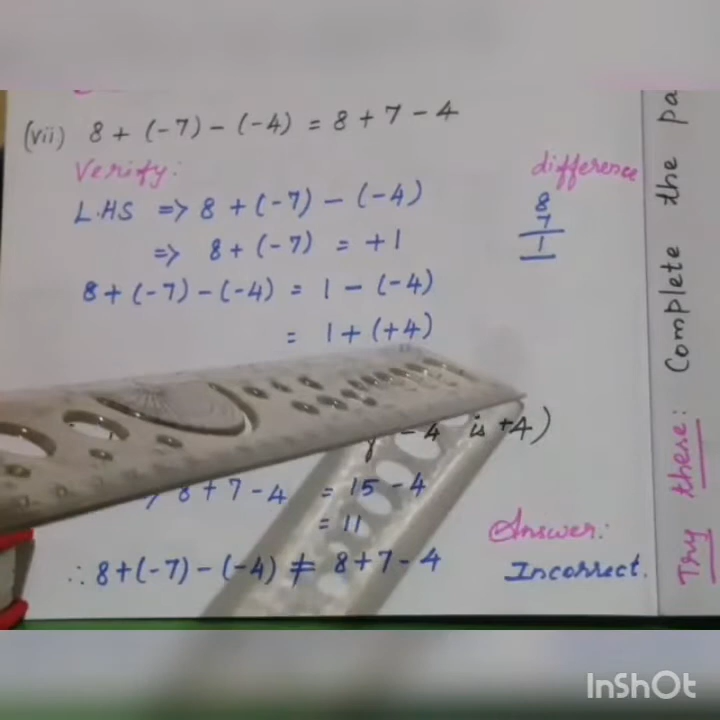 (vii) 8 + (-7) - (-4) = 8 + 7 - 4
Verify:
difference
L.HS => 8 + (-7) - (-4)
8
7
1
=> 8 + (-7) = +1
8 + (-7) - (-4) = 1 - (-4)
= 1 + (+4)
-4 is +4)
8 + 7 - 4 = 15 - 4
= 11
Answer:
∴ 8 + (-7) - (-4) ≠ 8 + 7 - 4
Incorrect.
Try these: Complete the pa
InShOt